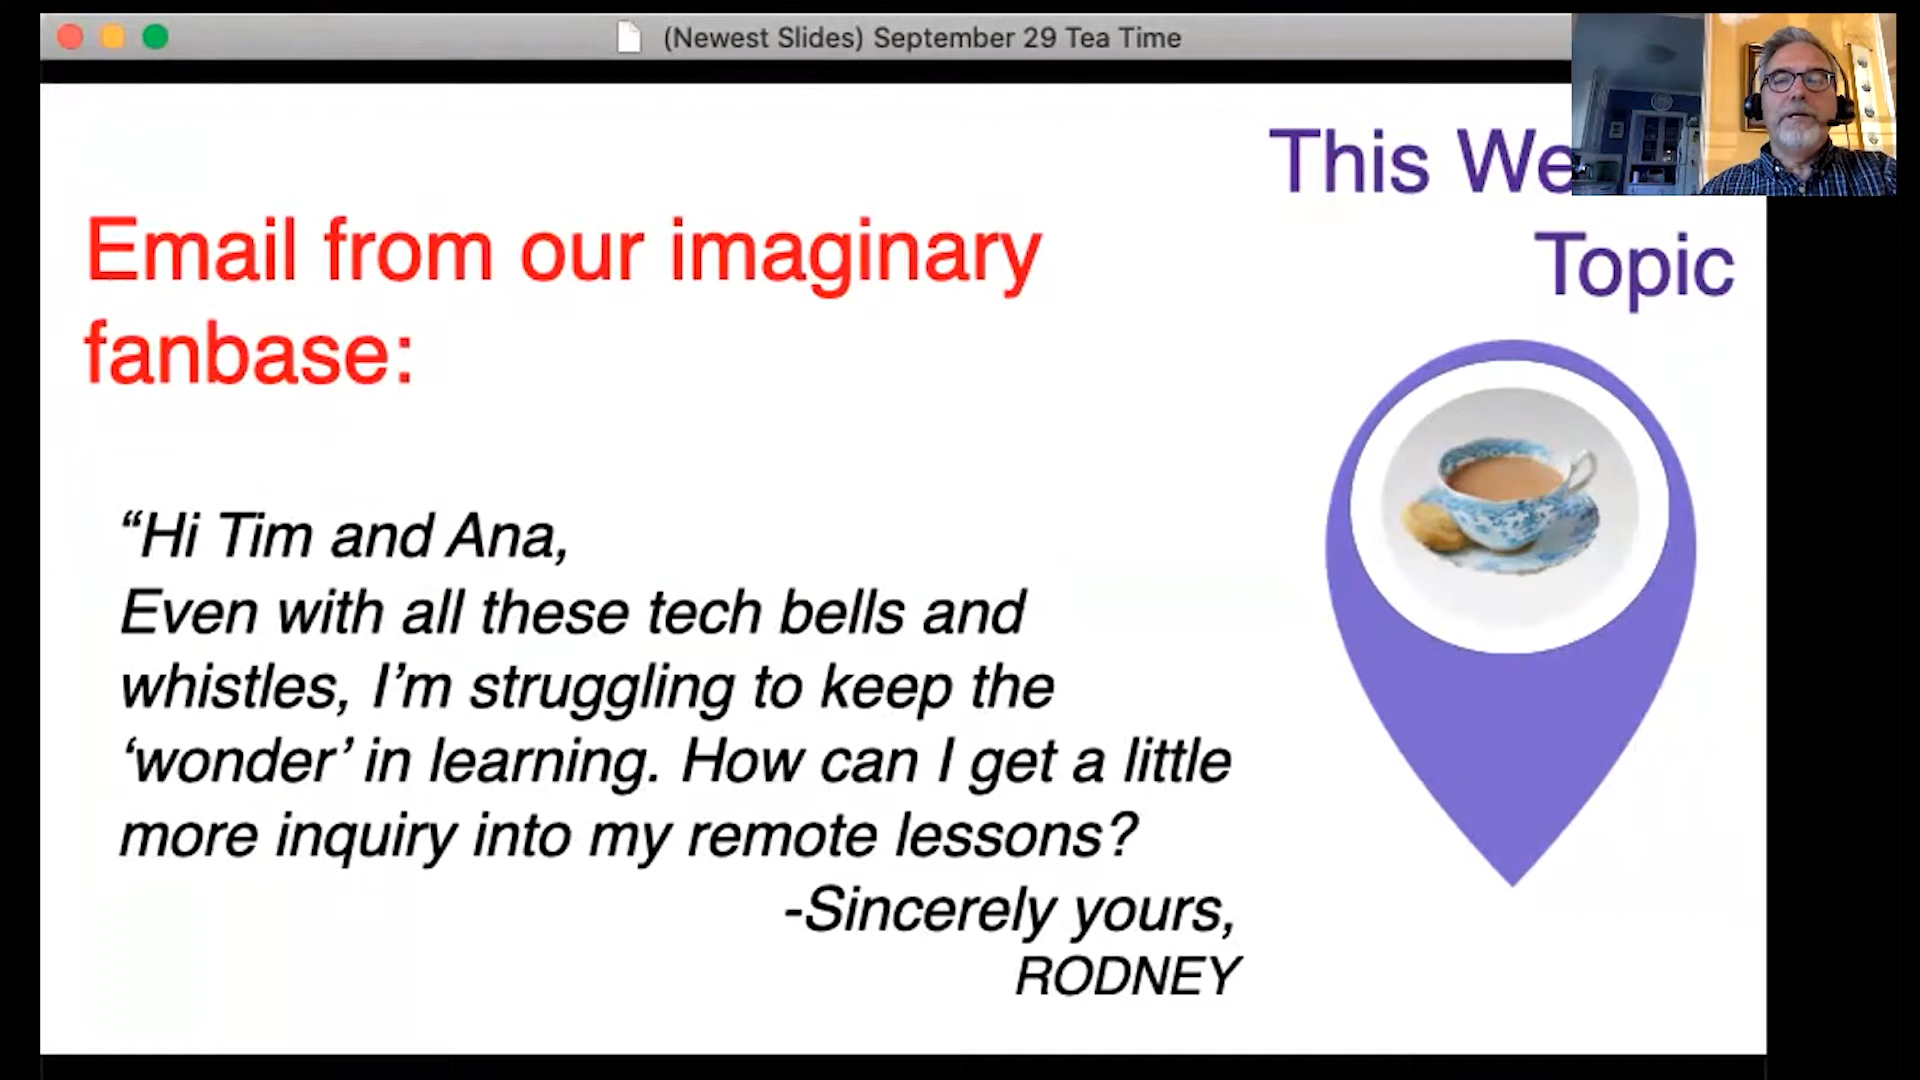 (Newest Slides) September 29 Tea Time
This We
Topic
Email from our imaginary
fanbase:
“Hi Tim and Ana,
Even with all these tech bells and
whistles, I’m struggling to keep the
‘wonder’ in learning. How can I get a little
more inquiry into my remote lessons?
-Sincerely yours,
RODNEY